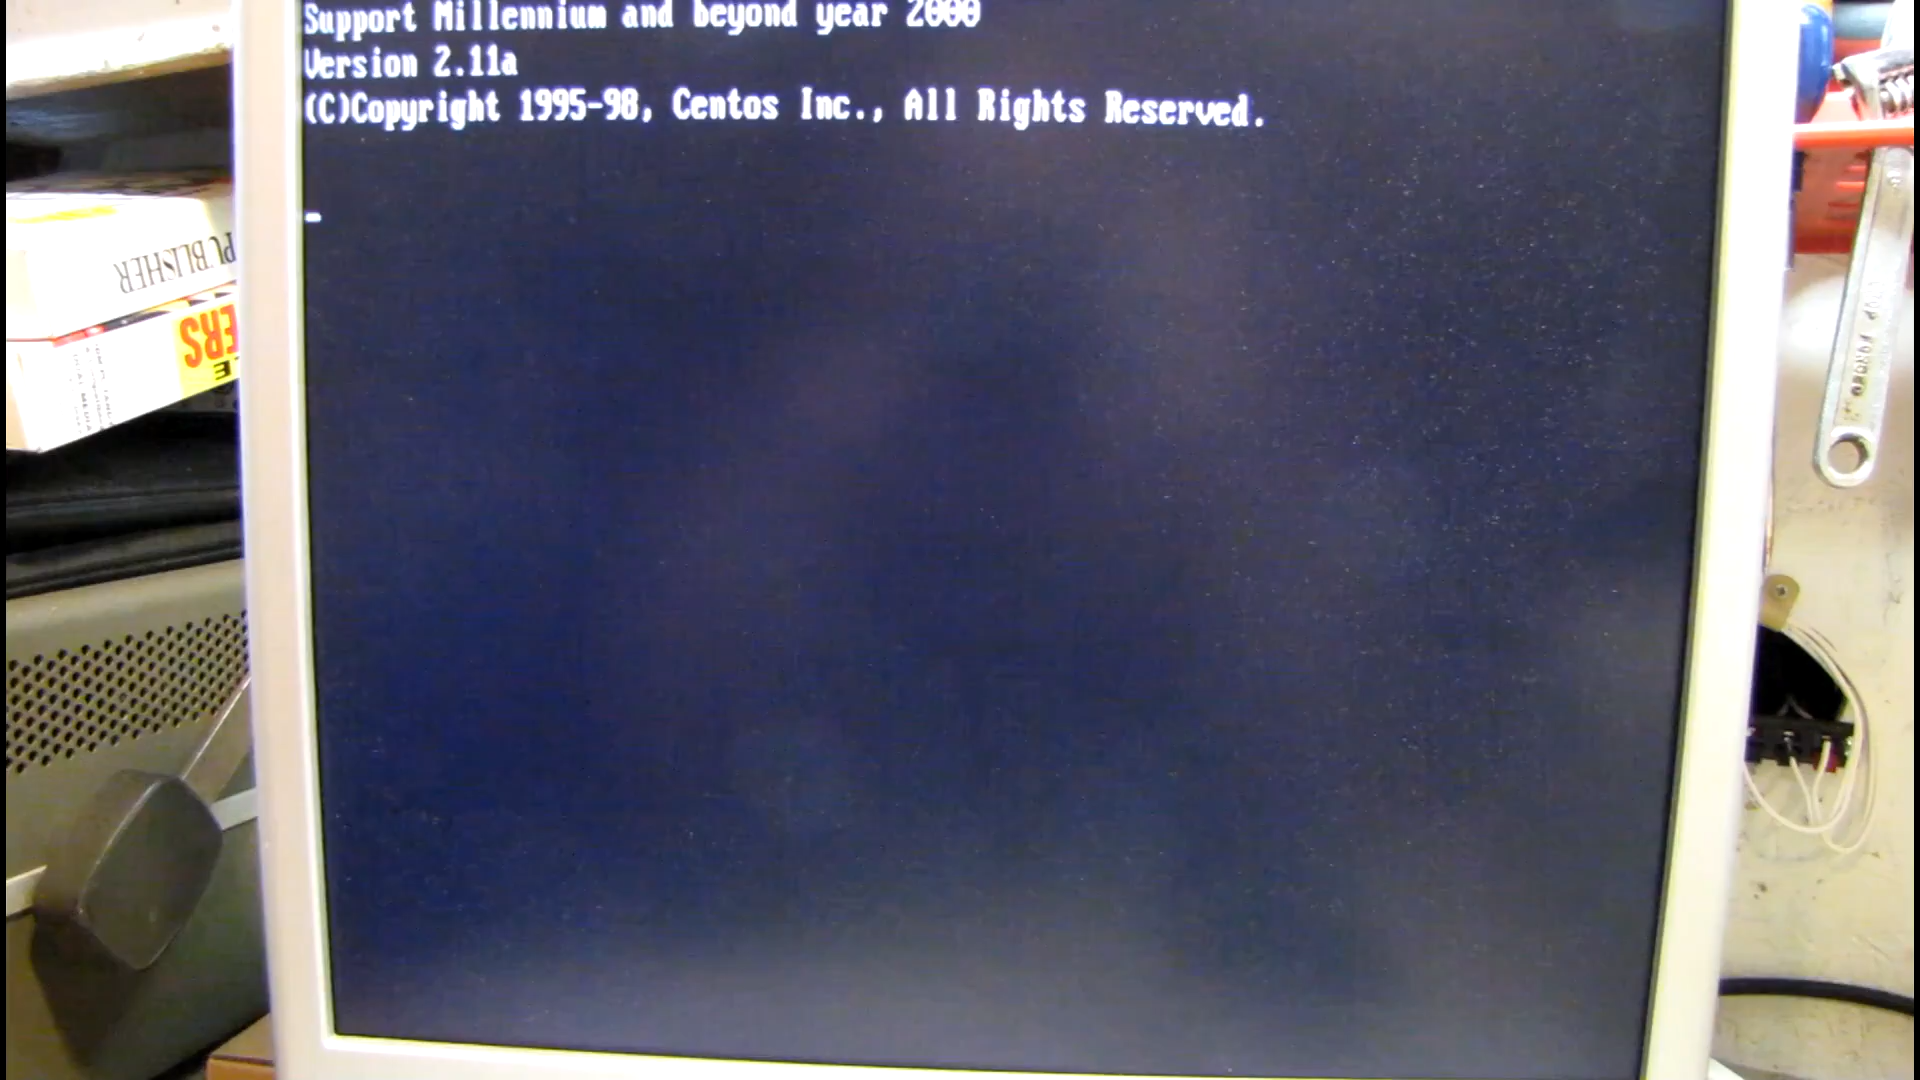 Support Millennium and beyond year 2000
Version 2.11a
(C)Copyright 1995-98, Centos Inc., All Rights Reserved.
PUBLISHER
ERS
E